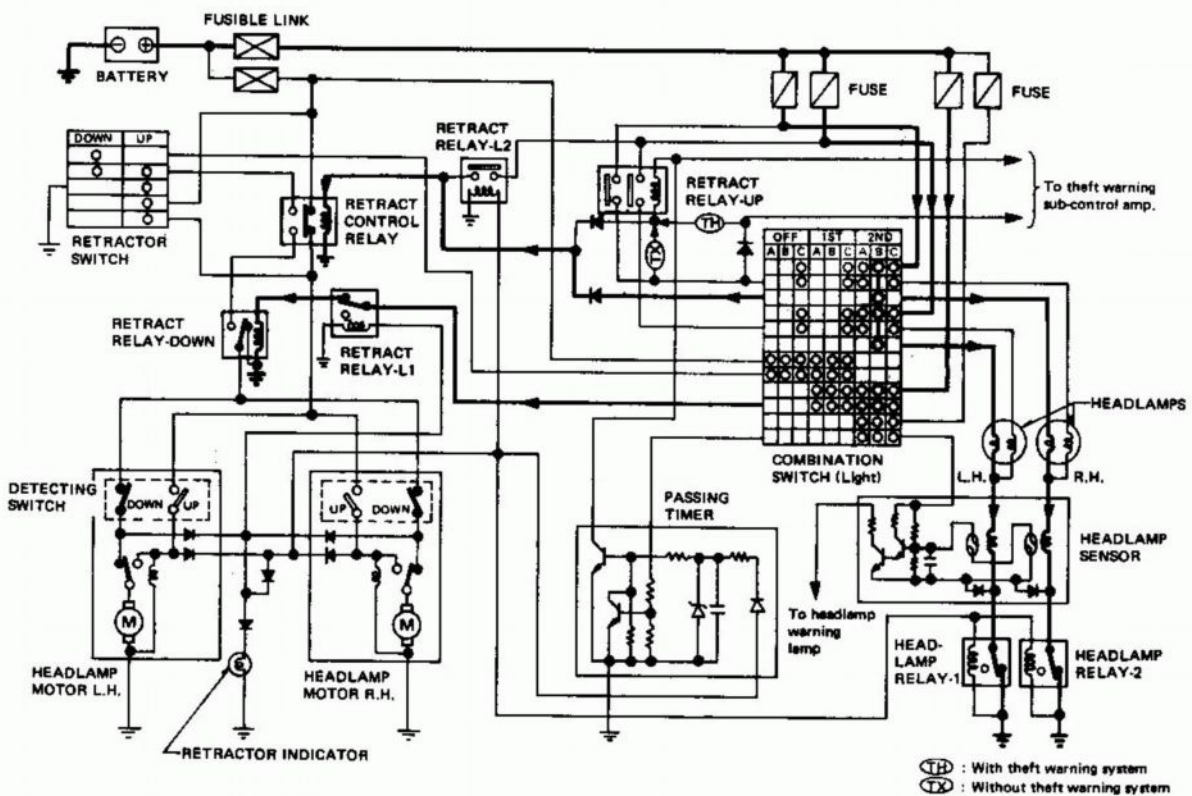 FUSIBLE LINK
BATTERY
FUSE
FUSE
DOWN UP
RETRACTOR
SWITCH
RETRACT
RELAY-L2
RETRACT
CONTROL
RELAY
RETRACT
RELAY-UP
TH
TX
To theft warning
sub-control amp.
OFF 1ST 2ND
A B C A B C A B C
RETRACT
RELAY-DOWN
RETRACT
RELAY-L1
COMBINATION
SWITCH (Light)
HEADLAMPS
L.H.
R.H.
DETECTING
SWITCH
DOWN UP
UP DOWN
M
M
HEADLAMP
MOTOR L.H.
HEADLAMP
MOTOR R.H.
RETRACTOR INDICATOR
PASSING
TIMER
To headlamp
warning
lamp
HEADLAMP
SENSOR
HEAD-
LAMP
RELAY-1
HEADLAMP
RELAY-2
TH : With theft warning system
TX : Without theft warning system